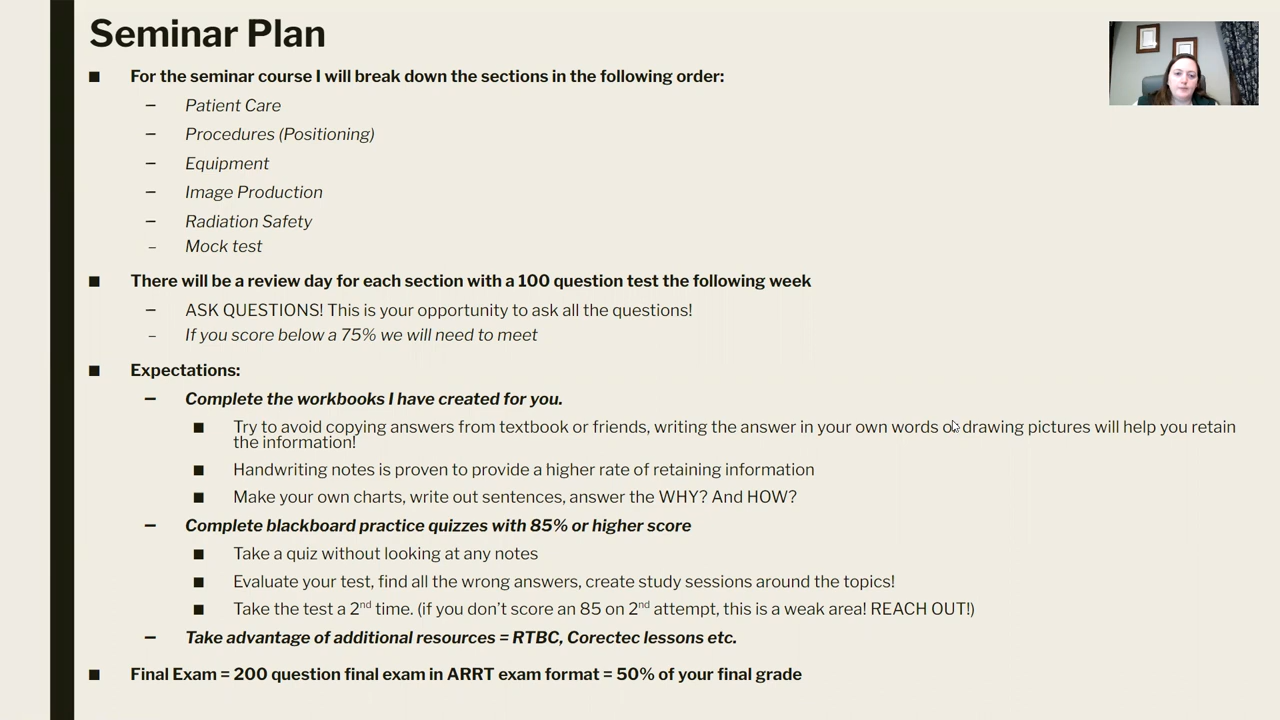 Seminar Plan
■ For the seminar course I will break down the sections in the following order:
– Patient Care
– Procedures (Positioning)
– Equipment
– Image Production
– Radiation Safety
– Mock test
■ There will be a review day for each section with a 100 question test the following week
– ASK QUESTIONS! This is your opportunity to ask all the questions!
– If you score below a 75% we will need to meet
■ Expectations:
– Complete the workbooks I have created for you.
■ Try to avoid copying answers from textbook or friends, writing the answer in your own words or drawing pictures will help you retain
the information!
■ Handwriting notes is proven to provide a higher rate of retaining information
■ Make your own charts, write out sentences, answer the WHY? And HOW?
– Complete blackboard practice quizzes with 85% or higher score
■ Take a quiz without looking at any notes
■ Evaluate your test, find all the wrong answers, create study sessions around the topics!
■ Take the test a 2nd time. (if you don't score an 85 on 2nd attempt, this is a weak area! REACH OUT!)
– Take advantage of additional resources = RTBC, Corectec lessons etc.
■ Final Exam = 200 question final exam in ARRT exam format = 50% of your final grade